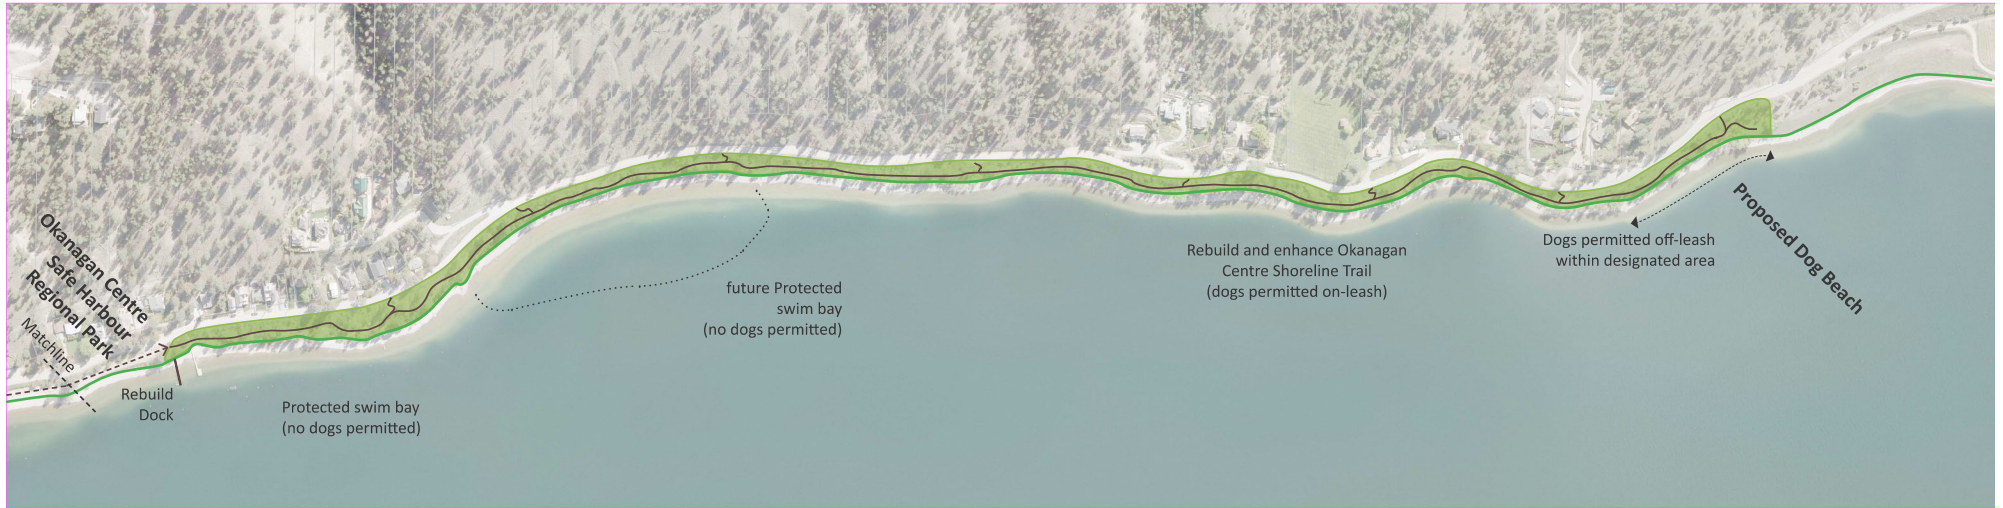 Okanagan Centre
Safe Harbour
Regional Park
Matchline
Rebuild
Dock
Protected swim bay
(no dogs permitted)
future Protected
swim bay
(no dogs permitted)
Rebuild and enhance Okanagan
Centre Shoreline Trail
(dogs permitted on-leash)
Dogs permitted off-leash
within designated area
Proposed Dog Beach